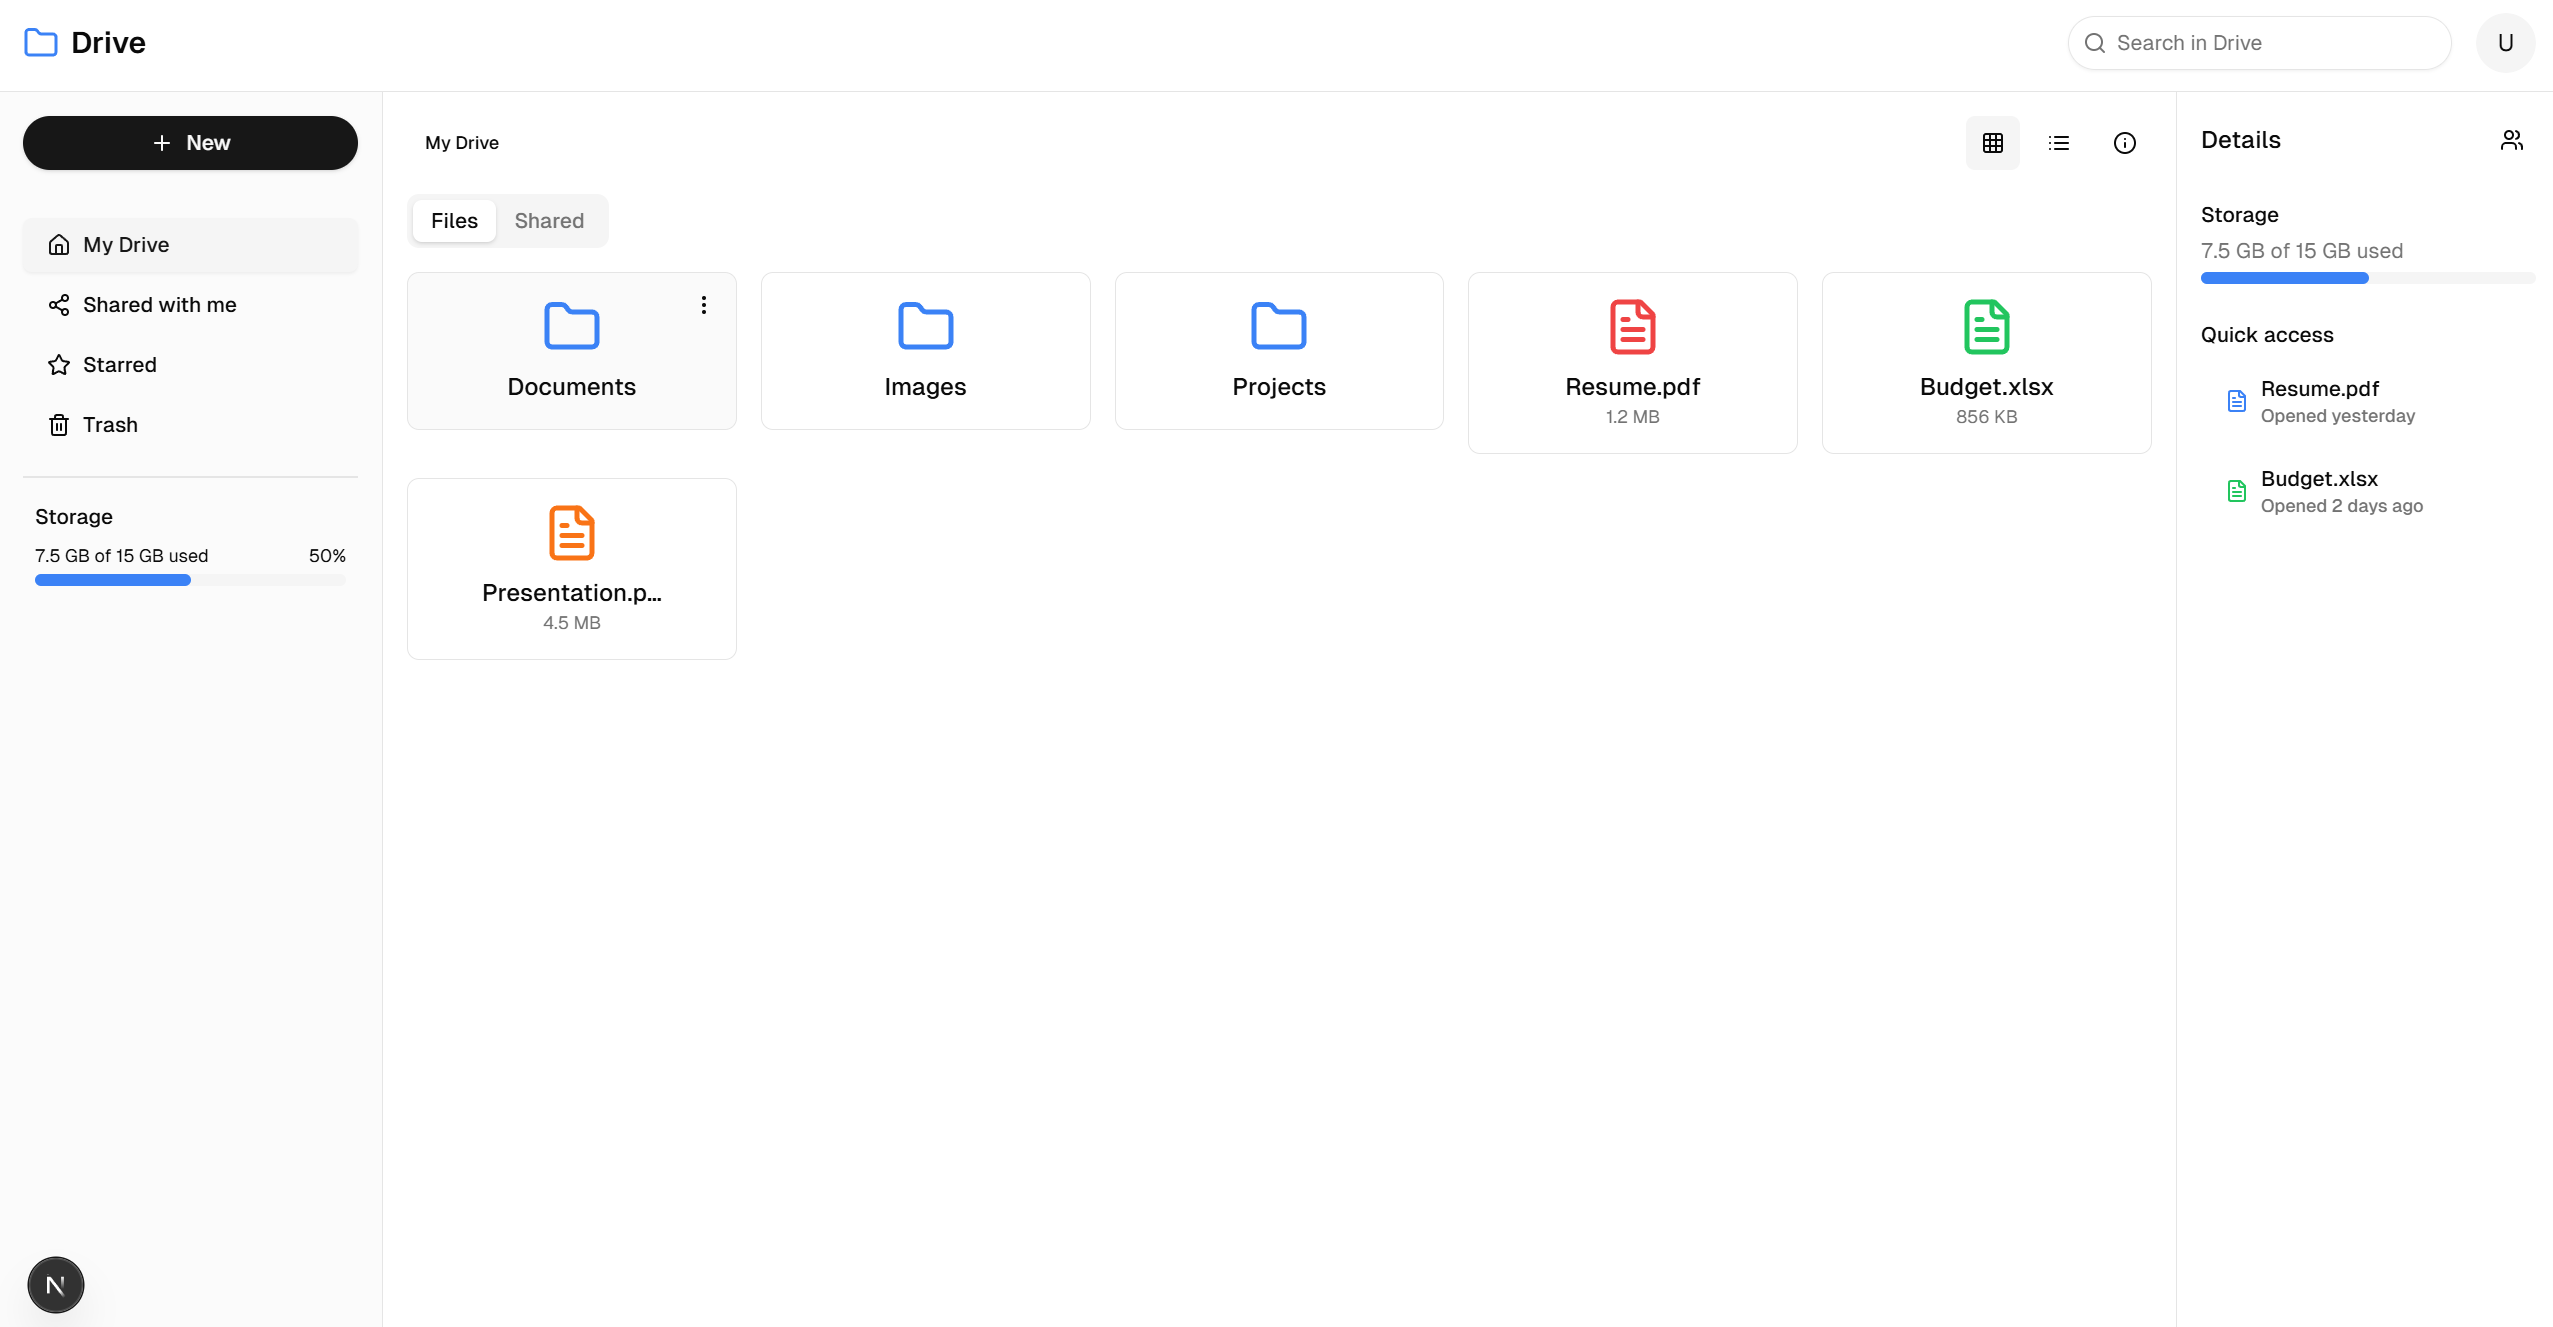 Drive
Search in Drive
U
New
My Drive
Shared with me
Starred
Trash
Storage
7.5 GB of 15 GB used 50%
My Drive
Files Shared
Documents
Images
Projects
Resume.pdf
1.2 MB
Budget.xlsx
856 KB
Presentation.p...
4.5 MB
Details
Storage
7.5 GB of 15 GB used
Quick access
Resume.pdf
Opened yesterday
Budget.xlsx
Opened 2 days ago
N